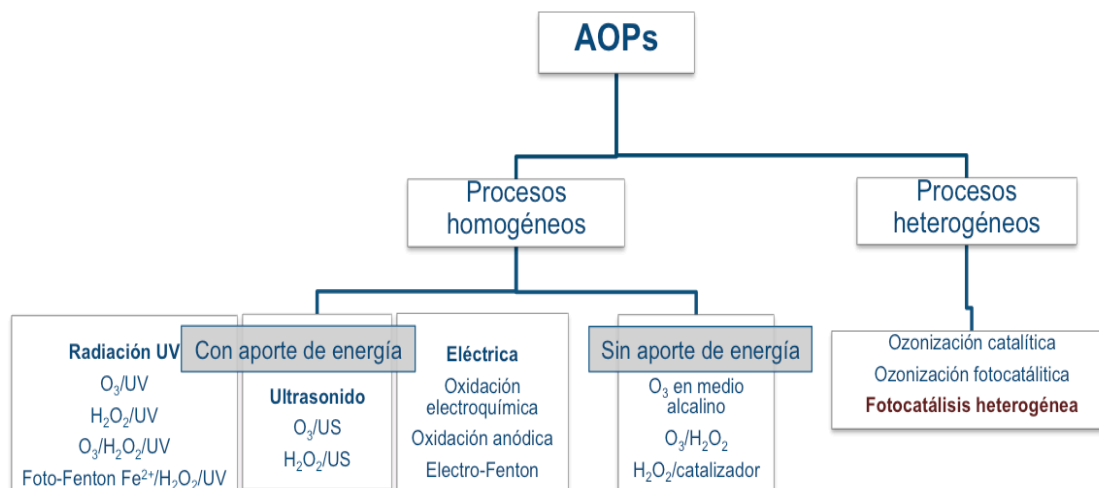 AOPs
Procesos
homogéneos
Procesos
heterogéneos
Con aporte de energía
Sin aporte de energía
Radiación UV
O₃/UV
H₂O₂/UV
O₃/H₂O₂/UV
Foto-Fenton Fe²⁺/H₂O₂/UV
Ultrasonido
O₃/US
H₂O₂/US
Eléctrica
Oxidación
electroquímica
Oxidación anódica
Electro-Fenton
O₃ en medio
alcalino
O₃/H₂O₂
H₂O₂/catalizador
Ozonización catalítica
Ozonización fotocatálitica
Fotocatálisis heterogénea